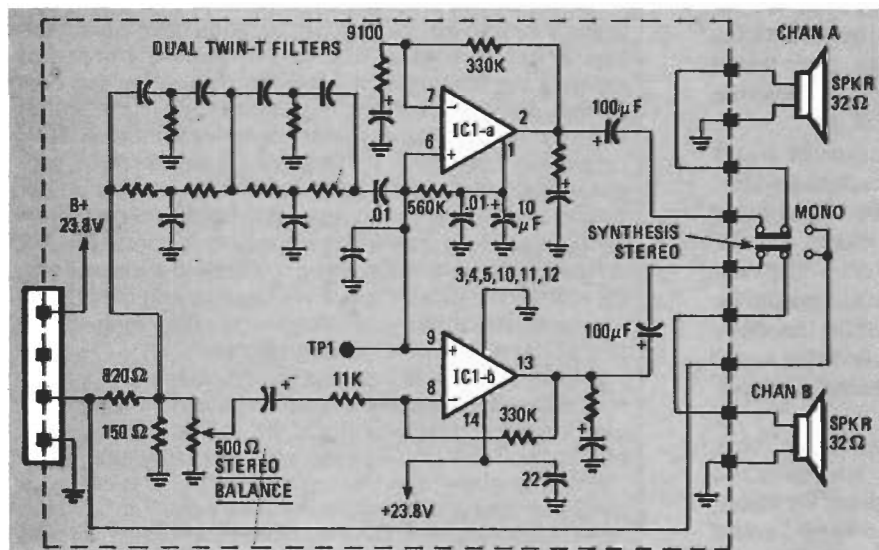 DUAL TWIN-T FILTERS
9100
330K
7
-
2
IC1-a
6
+
1
100μF
+
CHAN A
SPKR
32Ω
B+
23.8V
.01
560K
.01
+
10
μF
MONO
SYNTHESIS
STEREO
3,4,5,10,11,12
TP1
9
+
IC1-b
13
8
-
14
100μF
+
820Ω
11K
330K
150Ω
500Ω
STEREO
BALANCE
22
+23.8V
CHAN B
SPKR
32Ω